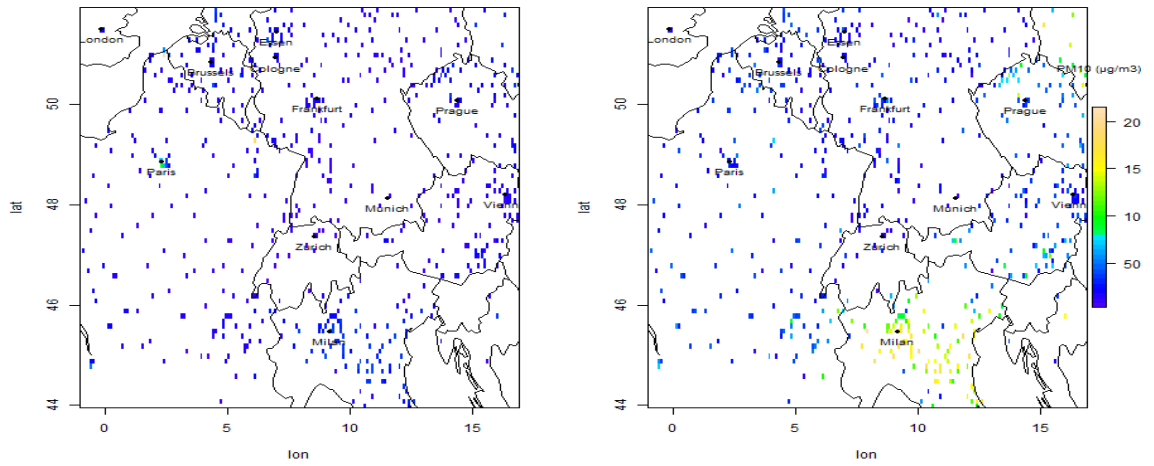 London
Essen
Brussels
Cologne
Frankfurt
Prague
Paris
Munich
Vienn
Zurich
Milan
44
46
48
50
lat
0
5
10
15
lon
London
Essen
Brussels
Cologne
PM10 (µg/m3)
Frankfurt
Prague
Paris
Munich
Vienn
Zurich
Milan
20
15
10
50
44
46
48
50
lat
0
5
10
15
lon